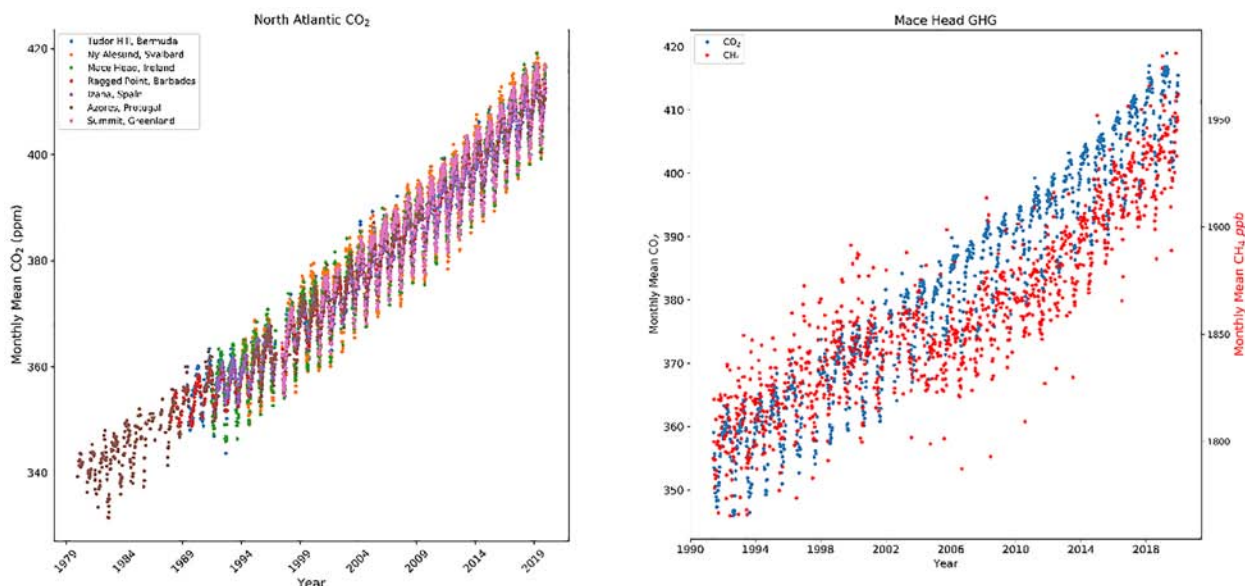 North Atlantic CO₂
Tudor Hill, Bermuda
Ny Alesund, Svalbard
Mace Head, Ireland
Ragged Point, Barbados
Izana, Spain
Azores, Protugal
Summit, Greenland
Monthly Mean CO₂ (ppm)
420
400
380
360
340
1979
1984
1989
1994
1999
2004
2009
2014
2019
Year
Mace Head GHG
CO₂
CH₄
Monthly Mean CO₂
420
410
400
390
380
370
360
350
1990
1994
1998
2002
2006
2010
2014
2018
Year
1950
1900
1850
1800
Monthly Mean CH₄ ppb